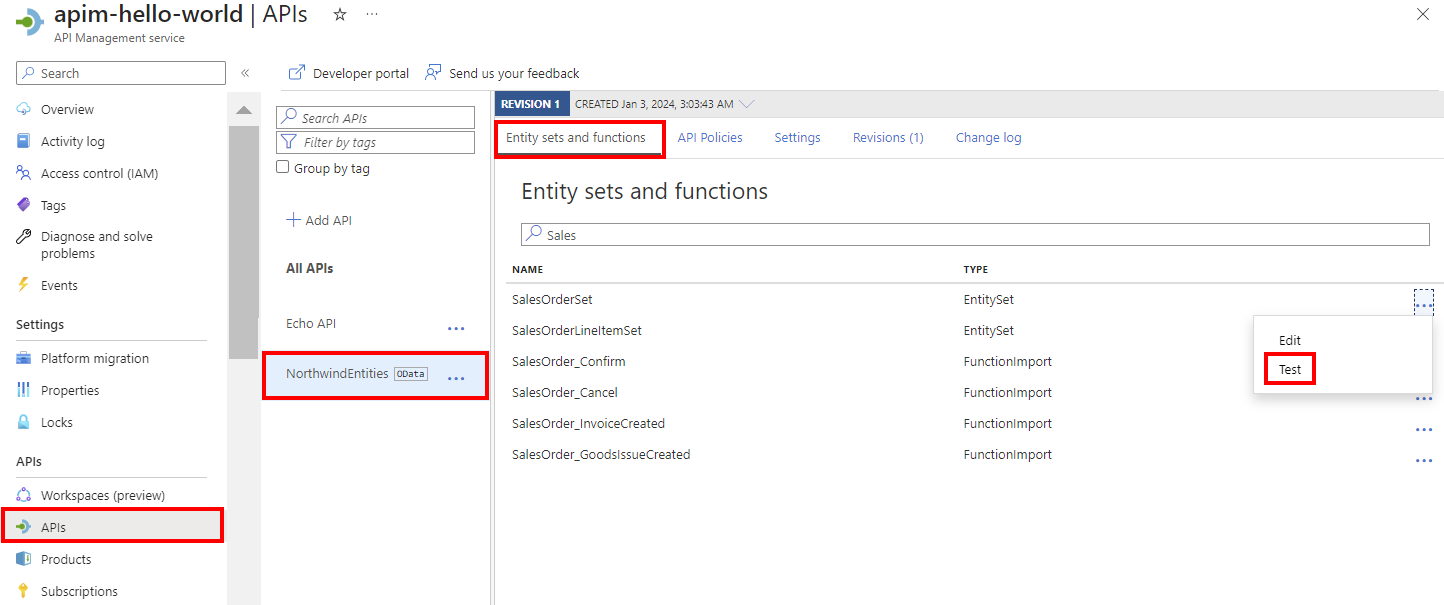 apim-hello-world | APIs
API Management service
Search
Overview
Activity log
Access control (IAM)
Tags
Diagnose and solve
problems
Events
Settings
Platform migration
Properties
Locks
APIs
Workspaces (preview)
APIs
Products
Subscriptions
Developer portal
Send us your feedback
Search APIs
Filter by tags
Group by tag
Add API
All APIs
Echo API
NorthwindEntities OData
REVISION 1 CREATED Jan 3, 2024, 3:03:43 AM
Entity sets and functions API Policies Settings Revisions (1) Change log
Entity sets and functions
Sales
NAME TYPE
SalesOrderSet EntitySet
SalesOrderLineItemSet EntitySet
SalesOrder_Confirm FunctionImport
SalesOrder_Cancel FunctionImport
SalesOrder_InvoiceCreated FunctionImport
SalesOrder_GoodsIssueCreated FunctionImport
Edit
Test